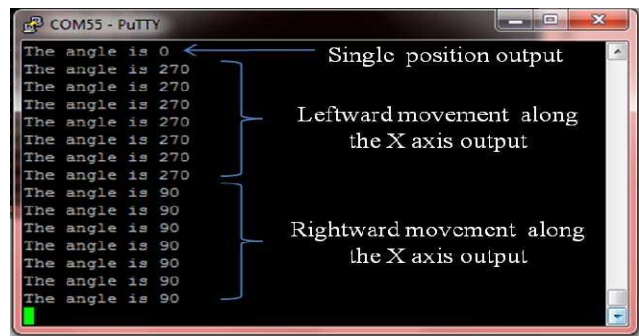 COM55 - PuTTY
The angle is 0
Single position output
The angle is 270
The angle is 270
The angle is 270
The angle is 270
The angle is 270
The angle is 270
The angle is 270
Leftward movement along
the X axis output
The angle is 90
The angle is 90
The angle is 90
The angle is 90
The angle is 90
The angle is 90
The angle is 90
Rightward movement along
the X axis output